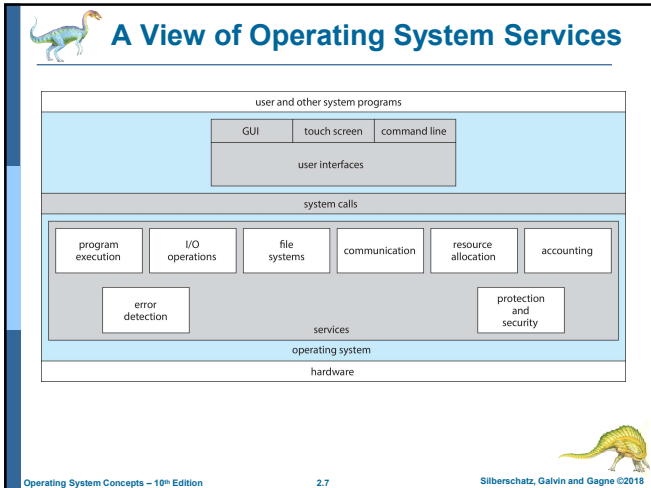 A View of Operating System Services
user and other system programs
GUI touch screen command line
user interfaces
system calls
program execution
I/O operations
file systems
communication
resource allocation
accounting
error detection
protection and security
services
operating system
hardware
Operating System Concepts – 10th Edition 2.7 Silberschatz, Galvin and Gagne ©2018